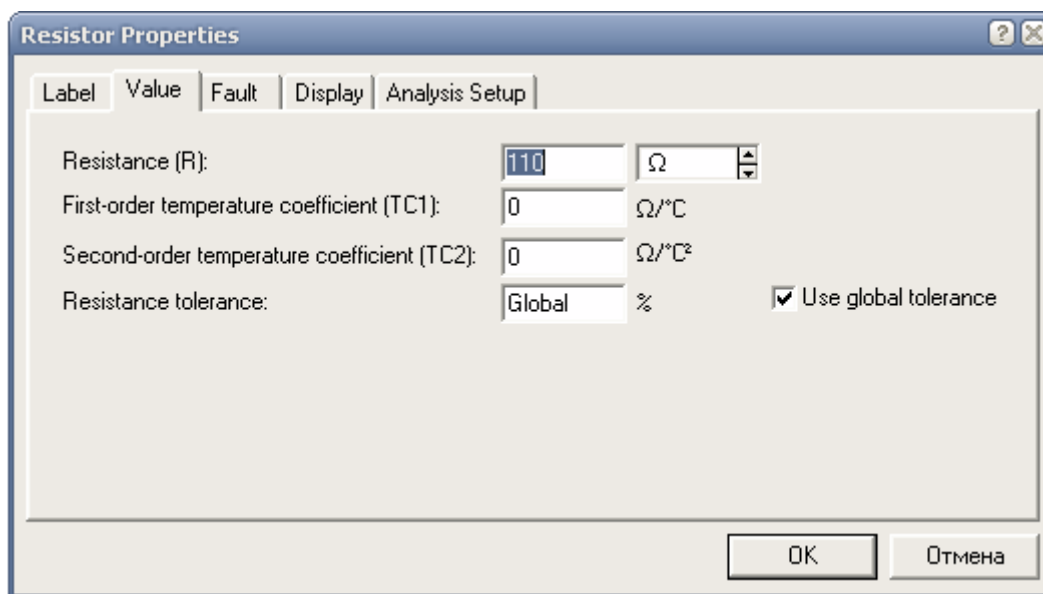 Resistor Properties
Label Value Fault Display Analysis Setup
Resistance (R): 110 Ω
First-order temperature coefficient (TC1): 0 Ω/°C
Second-order temperature coefficient (TC2): 0 Ω/°C²
Resistance tolerance: Global % Use global tolerance
OK Отмена